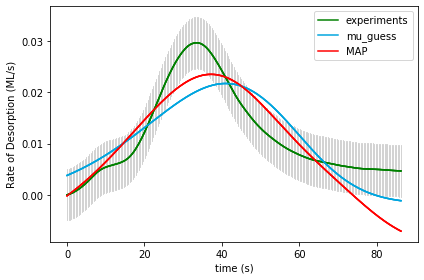 experiments
mu_guess
MAP
Rate of Desorption (ML/s)
0.03
0.02
0.01
0.00
0 20 40 60 80
time (s)